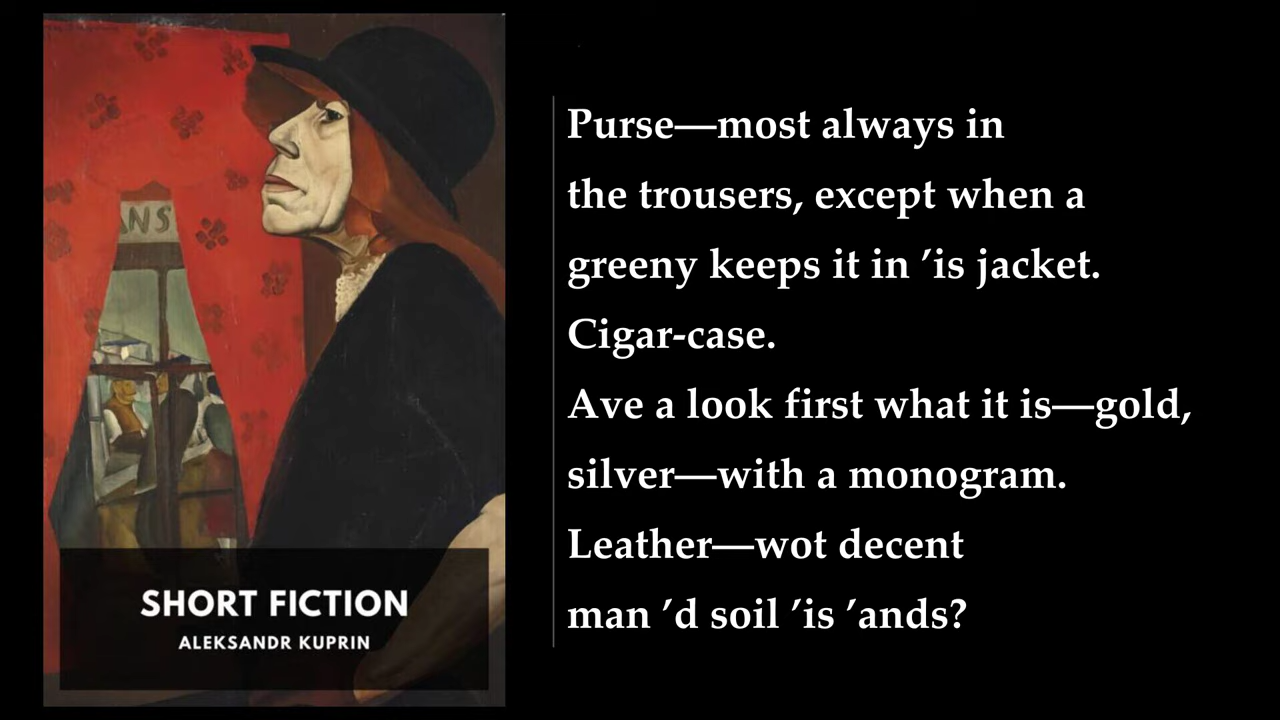 ANS
SHORT FICTION
ALEKSANDR KUPRIN
Purse—most always in
the trousers, except when a
greeny keeps it in ’is jacket.
Cigar-case.
Ave a look first what it is—gold,
silver—with a monogram.
Leather—wot decent
man ’d soil ’is ’ands?